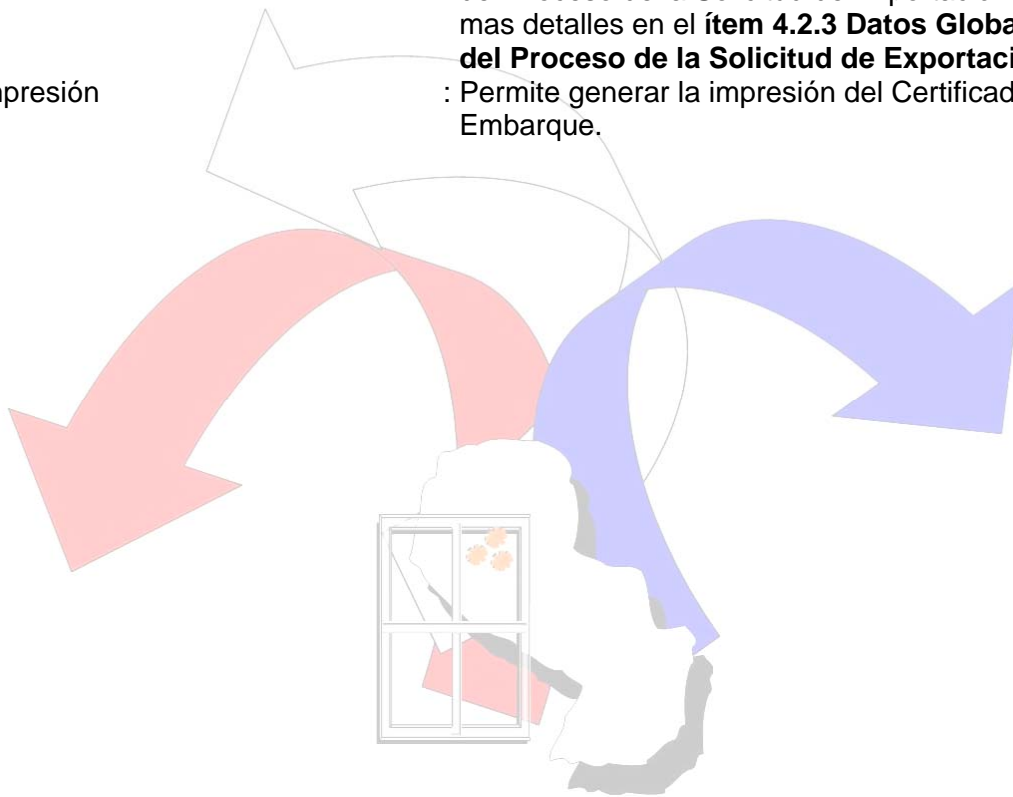 mas detalles en el ítem 4.2.3 Datos Globa
del Proceso de la Solicitud de Exportaci
npresión : Permite generar la impresión del Certificad
Embarque.